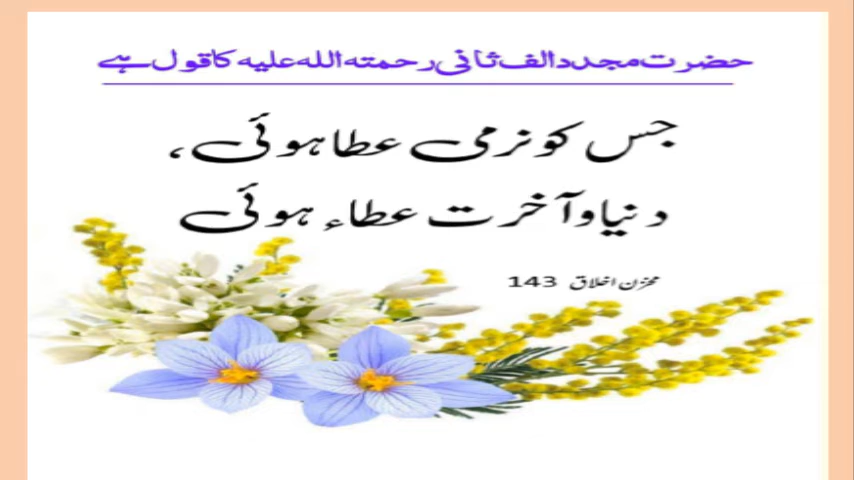 حضرت مجدد الف ثانی رحمتہ اللہ علیہ کا قول ہے
جس کو نرمی عطا ہوئی ،
دنیا و آخرت عطاء ہوئی
مخزن اخلاق 143